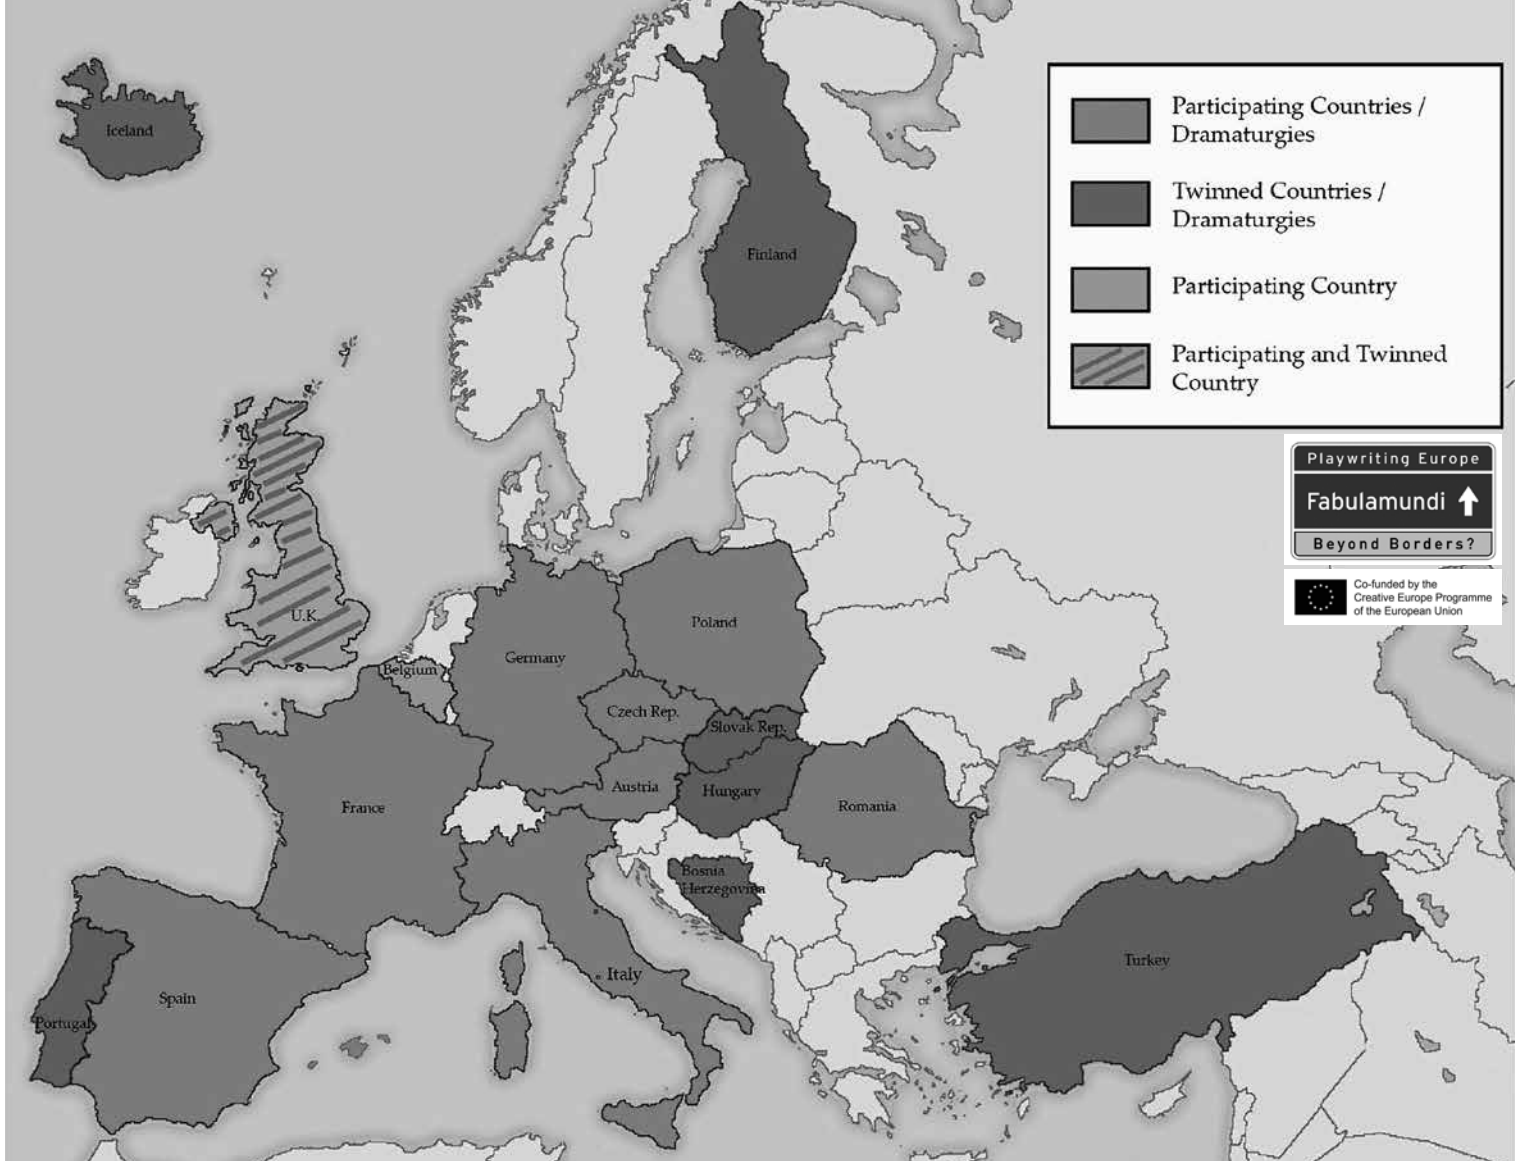 Iceland
Finland
U.K.
Belgium
Germany
Poland
Czech Rep.
Slovak Rep.
Austria
Hungary
France
Romania
Bosnia
Herzegovina
Italy
Spain
Portugal
Turkey
Participating Countries /
Dramaturgies
Twinned Countries /
Dramaturgies
Participating Country
Participating and Twinned
Country
Playwriting Europe
Fabulamundi
Beyond Borders?
Co-funded by the
Creative Europe Programme
of the European Union